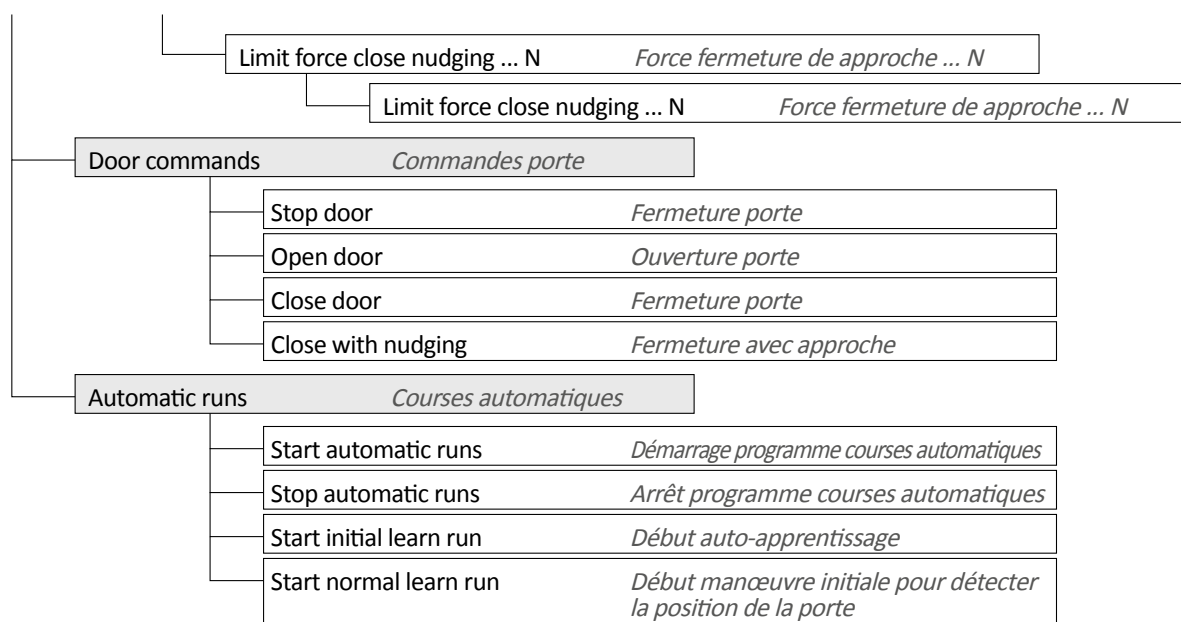 Limit force close nudging ... N Force fermeture de approche ... N
Limit force close nudging ... N Force fermeture de approche ... N
Door commands Commandes porte
Stop door Fermeture porte
Open door Ouverture porte
Close door Fermeture porte
Close with nudging Fermeture avec approche
Automatic runs Courses automatiques
Start automatic runs Démarrage programme courses automatiques
Stop automatic runs Arrêt programme courses automatiques
Start initial learn run Début auto-apprentissage
Start normal learn run Début manœuvre initiale pour détecter
la position de la porte